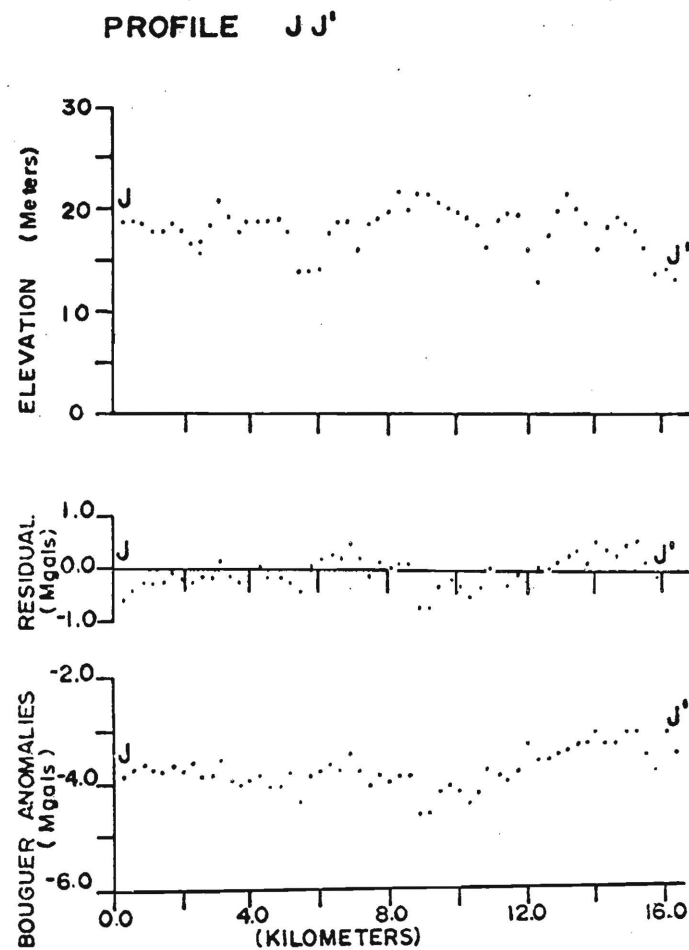 PROFILE JJ'
30
20
10
0
ELEVATION (Meters)
J
J'
1.0
0.0
-1.0
RESIDUAL.
(Mgals)
J
J'
-2.0
-4.0
-6.0
BOUGUER ANOMALIES
(Mgals)
J
J'
0.0 4.0 8.0 12.0 16.0
(KILOMETERS)